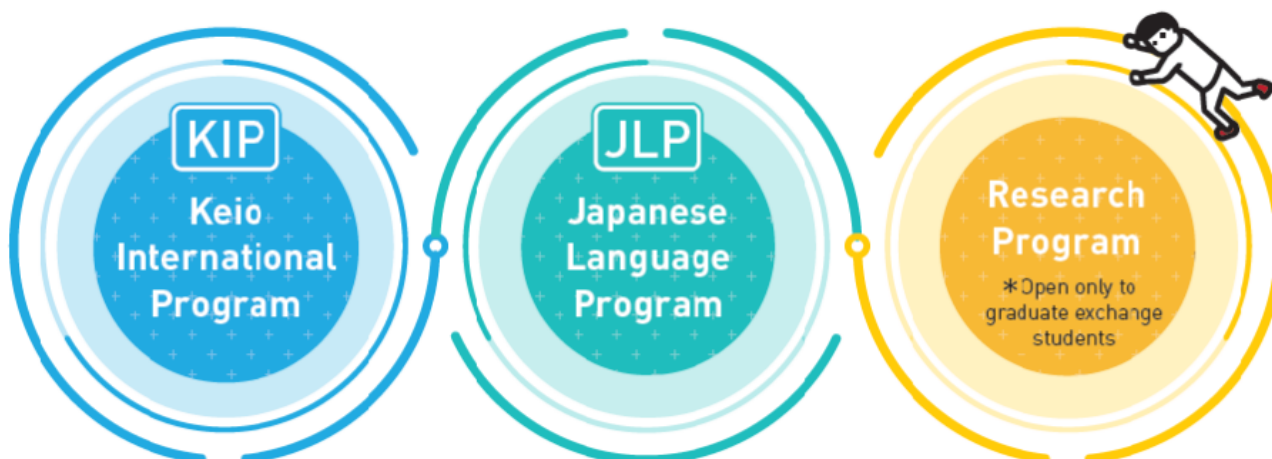 KIP
Keio
International
Program
JLP
Japanese
Language
Program
Research
Program
*Open only to
graduate exchange
students